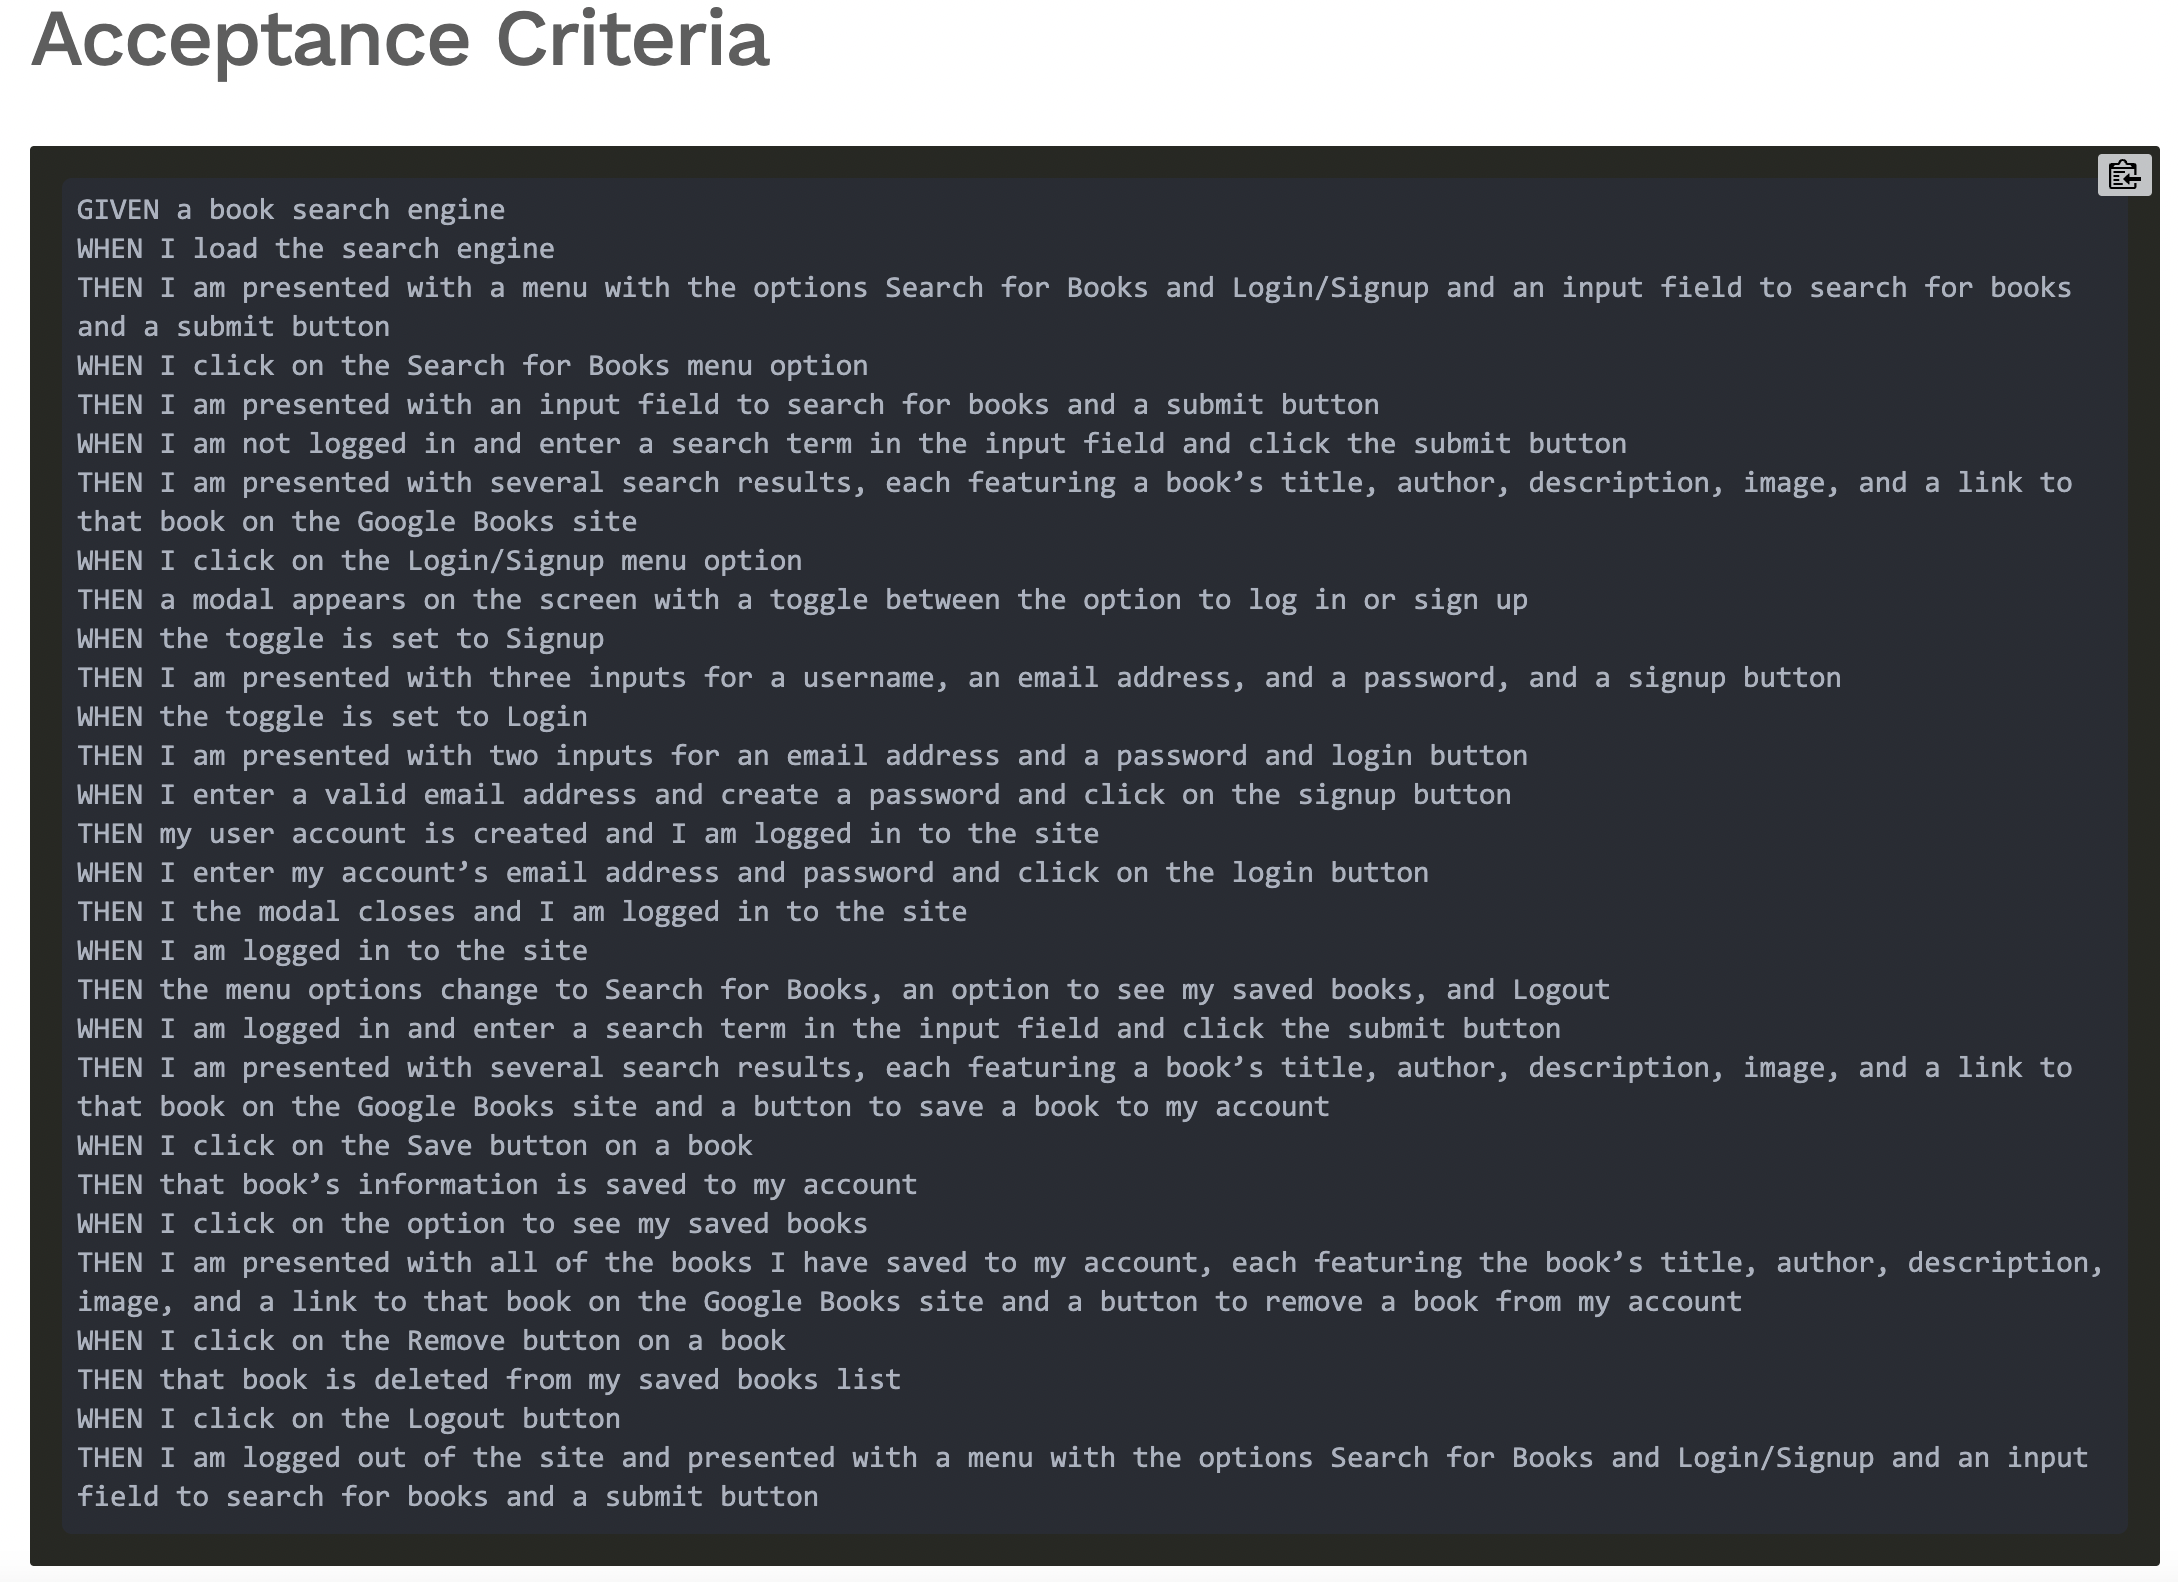 Acceptance Criteria
GIVEN a book search engine
WHEN I load the search engine
THEN I am presented with a menu with the options Search for Books and Login/Signup and an input field to search for books
and a submit button
WHEN I click on the Search for Books menu option
THEN I am presented with an input field to search for books and a submit button
WHEN I am not logged in and enter a search term in the input field and click the submit button
THEN I am presented with several search results, each featuring a book’s title, author, description, image, and a link to
that book on the Google Books site
WHEN I click on the Login/Signup menu option
THEN a modal appears on the screen with a toggle between the option to log in or sign up
WHEN the toggle is set to Signup
THEN I am presented with three inputs for a username, an email address, and a password, and a signup button
WHEN the toggle is set to Login
THEN I am presented with two inputs for an email address and a password and login button
WHEN I enter a valid email address and create a password and click on the signup button
THEN my user account is created and I am logged in to the site
WHEN I enter my account’s email address and password and click on the login button
THEN I the modal closes and I am logged in to the site
WHEN I am logged in to the site
THEN the menu options change to Search for Books, an option to see my saved books, and Logout
WHEN I am logged in and enter a search term in the input field and click the submit button
THEN I am presented with several search results, each featuring a book’s title, author, description, image, and a link to
that book on the Google Books site and a button to save a book to my account
WHEN I click on the Save button on a book
THEN that book’s information is saved to my account
WHEN I click on the option to see my saved books
THEN I am presented with all of the books I have saved to my account, each featuring the book’s title, author, description,
image, and a link to that book on the Google Books site and a button to remove a book from my account
WHEN I click on the Remove button on a book
THEN that book is deleted from my saved books list
WHEN I click on the Logout button
THEN I am logged out of the site and presented with a menu with the options Search for Books and Login/Signup and an input
field to search for books and a submit button